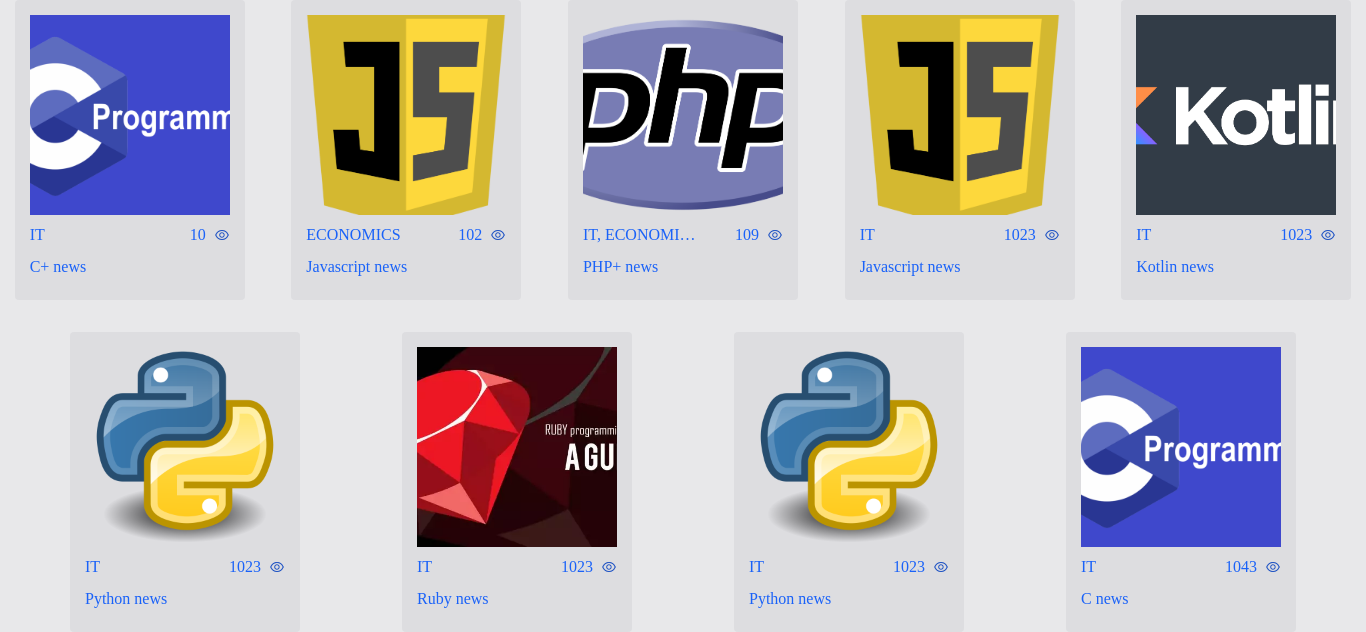 Programm
JS
php
JS
Kotlin
IT 10
ECONOMICS 102
IT, ECONOMI… 109
IT 1023
IT 1023
C+ news
Javascript news
PHP+ news
Javascript news
Kotlin news
RUBY programmi
A GU
Programm
IT 1023
IT 1023
IT 1023
IT 1043
Python news
Ruby news
Python news
C news